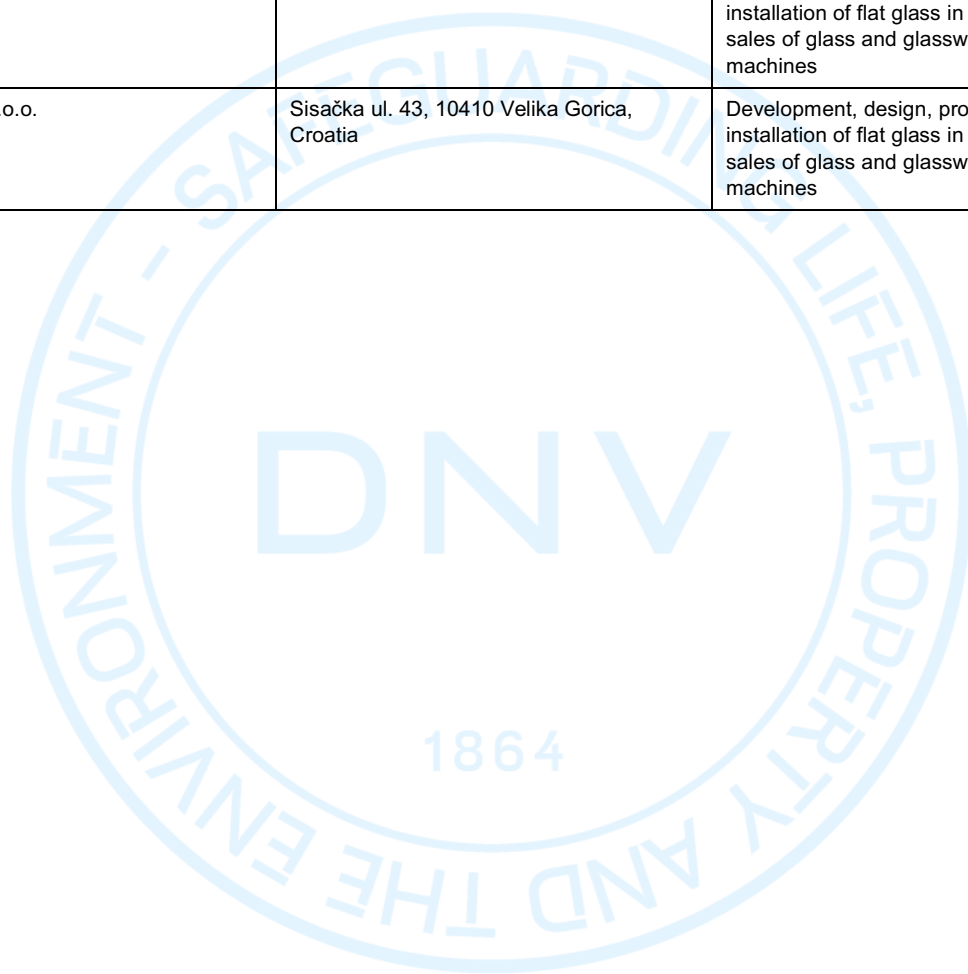 installation of flat glass in
sales of glass and glassw
machines
.o.o.
Sisačka ul. 43, 10410 Velika Gorica,
Croatia
Development, design, pro
installation of flat glass in
sales of glass and glassw
machines
SAFEGUARDING LIFE, PROPERTY AND THE ENVIRONMENT -
DNV
1864